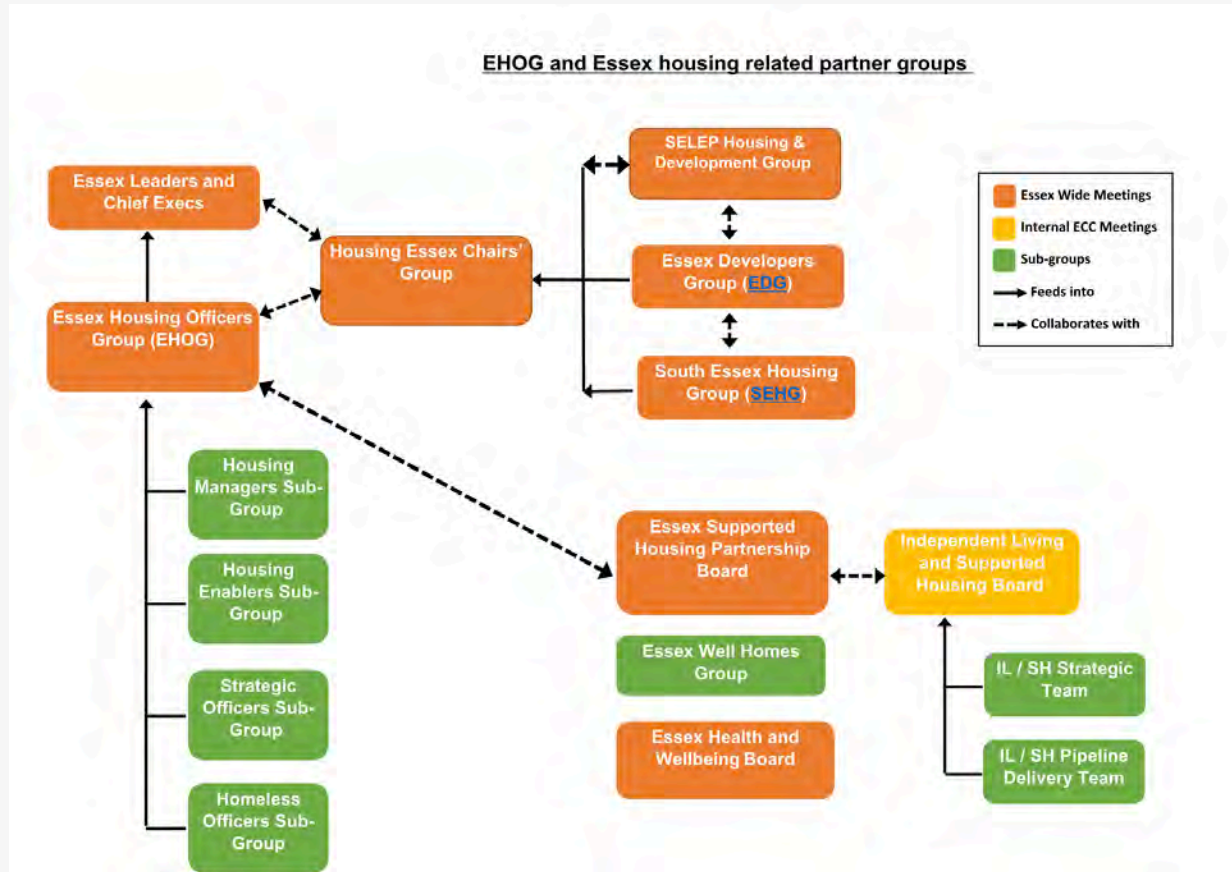 EHOG and Essex housing related partner groups
Essex Leaders and
Chief Execs
Housing Essex Chairs'
Group
Essex Housing Officers
Group (EHOG)
SELEP Housing &
Development Group
Essex Developers
Group (EDG)
South Essex Housing
Group (SEHG)
Essex Wide Meetings
Internal ECC Meetings
Sub-groups
Feeds into
Collaborates with
Housing
Managers Sub-
Group
Housing
Enablers Sub-
Group
Strategic
Officers Sub-
Group
Homeless
Officers Sub-
Group
Essex Supported
Housing Partnership
Board
Independent Living
and Supported
Housing Board
Essex Well Homes
Group
Essex Health and
Wellbeing Board
IL / SH Strategic
Team
IL / SH Pipeline
Delivery Team